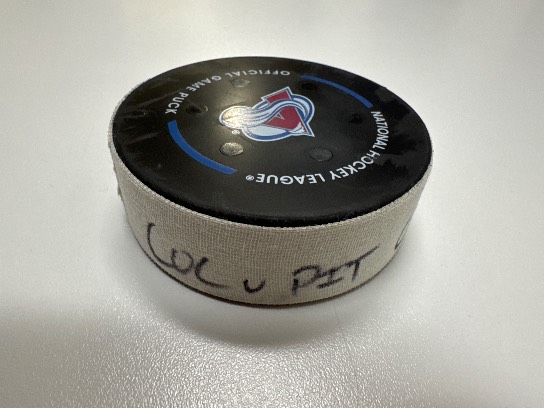 OFFICIAL GAME PUCK
NATIONAL HOCKEY LEAGUE®
COL v PIT